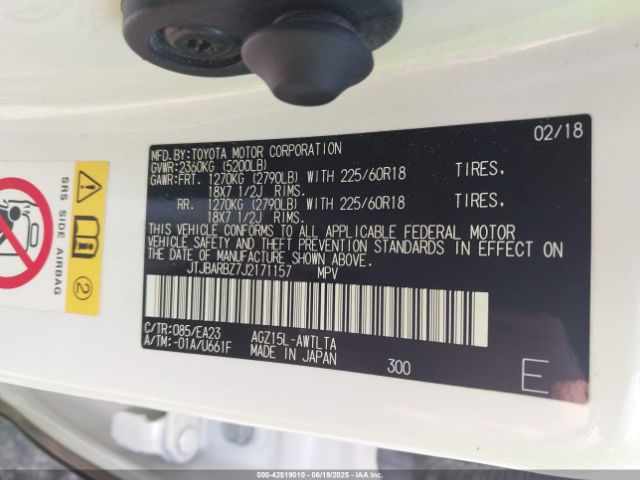 02/18
MFD.BY:TOYOTA MOTOR CORPORATION
GVWR:2360KG (5200LB)
GAWR:FRT. 1270KG (2790LB) WITH 225/60R18 TIRES.
18X7 1/2J RIMS.
RR. 1270KG (2790LB) WITH 225/60R18 TIRES.
18X7 1/2J RIMS.
THIS VEHICLE CONFORMS TO ALL APPLICABLE FEDERAL MOTOR
VEHICLE SAFETY AND THEFT PREVENTION STANDARDS IN EFFECT ON
THE DATE OF MANUFACTURE SHOWN ABOVE.
JTJBARBZ7J2171157 MPV
C/TR:085/EA23 AGZ15L-AWTLTA
A/TM:-01A/U661F MADE IN JAPAN 300 E
SRS SIDE AIRBAG
2
000-42519010 06/19/2025 IAAI, Inc.